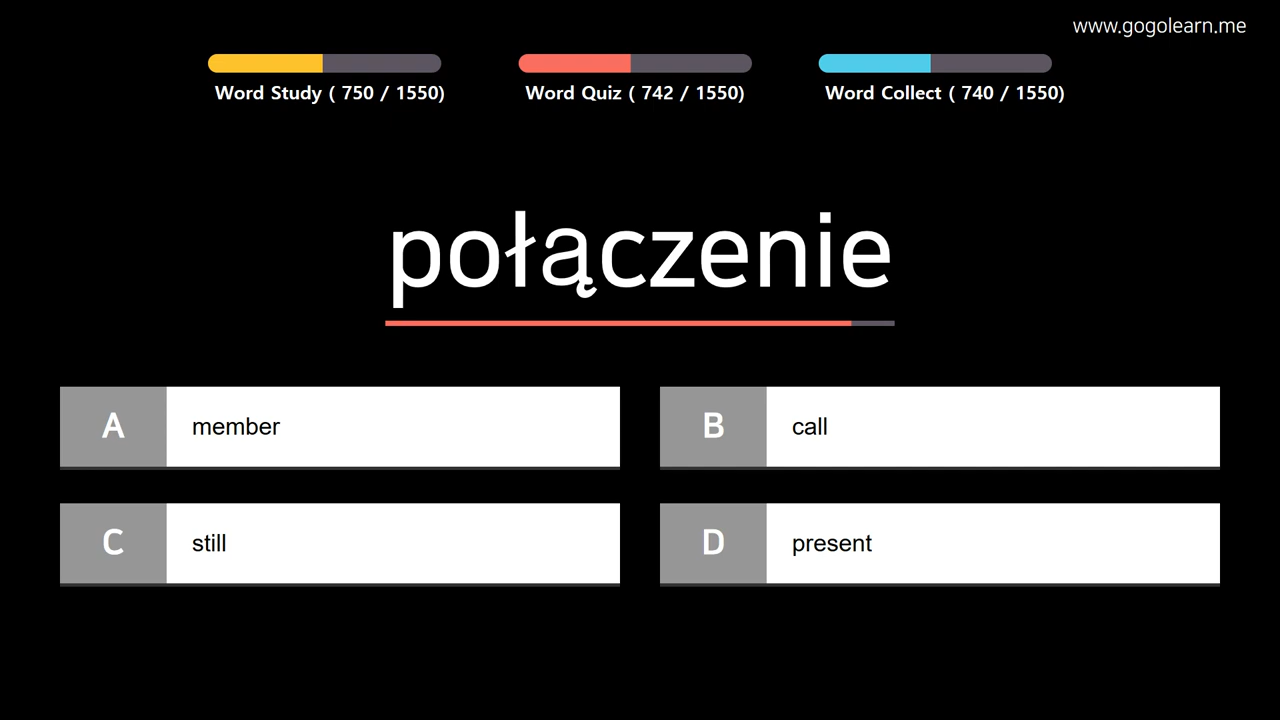 www.gogolearn.me
Word Study ( 750 / 1550)
Word Quiz ( 742 / 1550)
Word Collect ( 740 / 1550)
połączenie
A member
B call
C still
D present